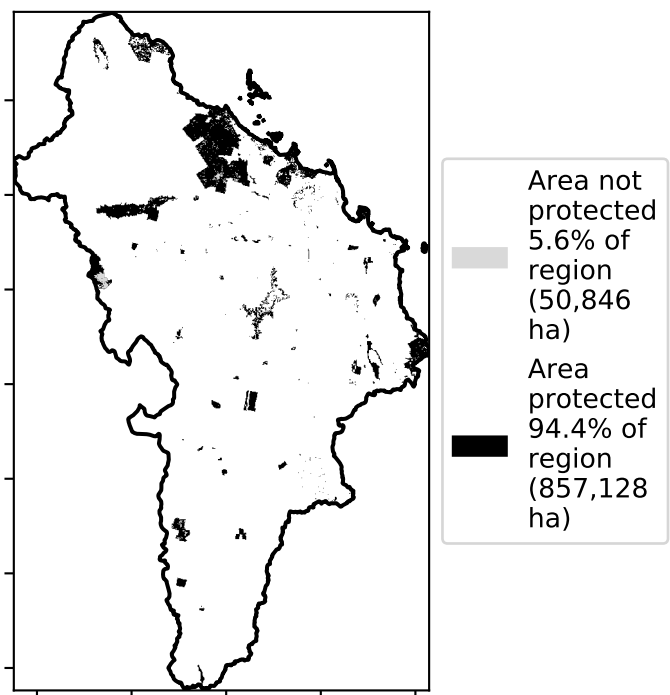 Area not
protected
5.6% of
region
(50,846
ha)
Area
protected
94.4% of
region
(857,128
ha)